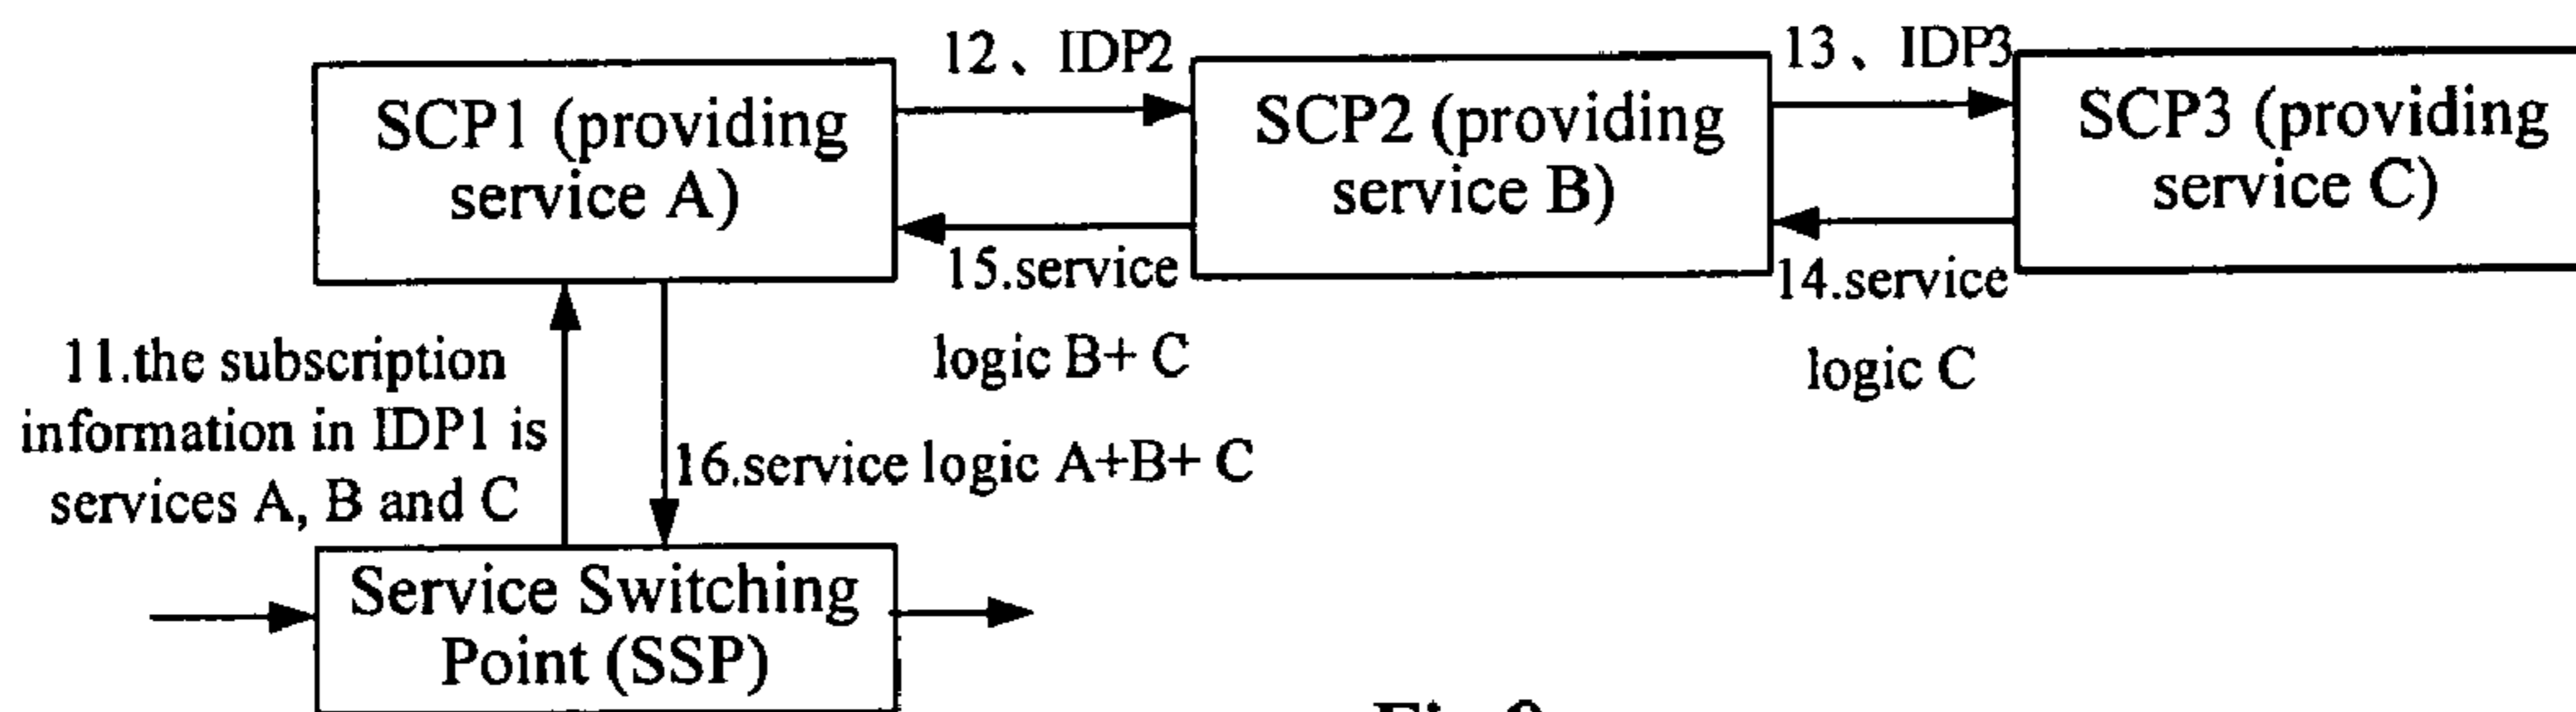 12、IDP2
13、IDP3
SCP1 (providing
service A)
SCP2 (providing
service B)
SCP3 (providing
service C)
15.service
logic B+ C
14.service
logic C
11.the subscription
information in IDP1 is
services A, B and C
16.service logic A+B+ C
Service Switching
Point (SSP)